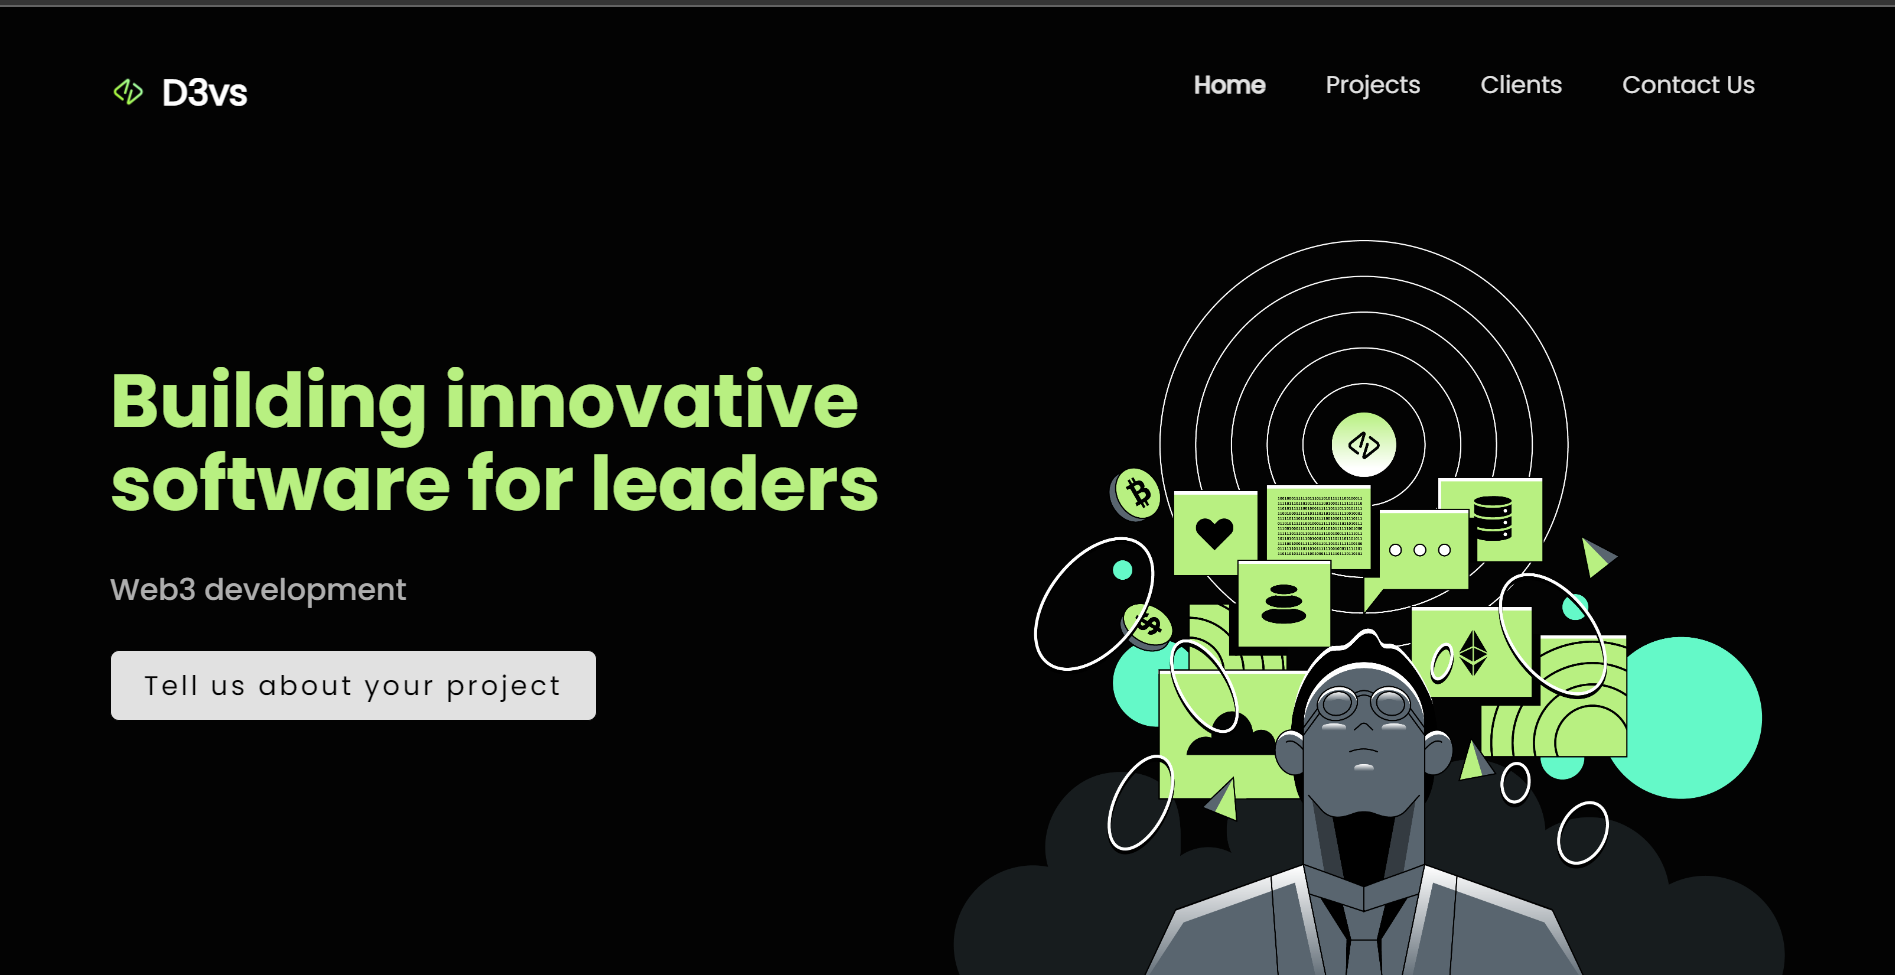 D3vs
Home Projects Clients Contact Us
Building innovative
software for leaders
Web3 development
Tell us about your project